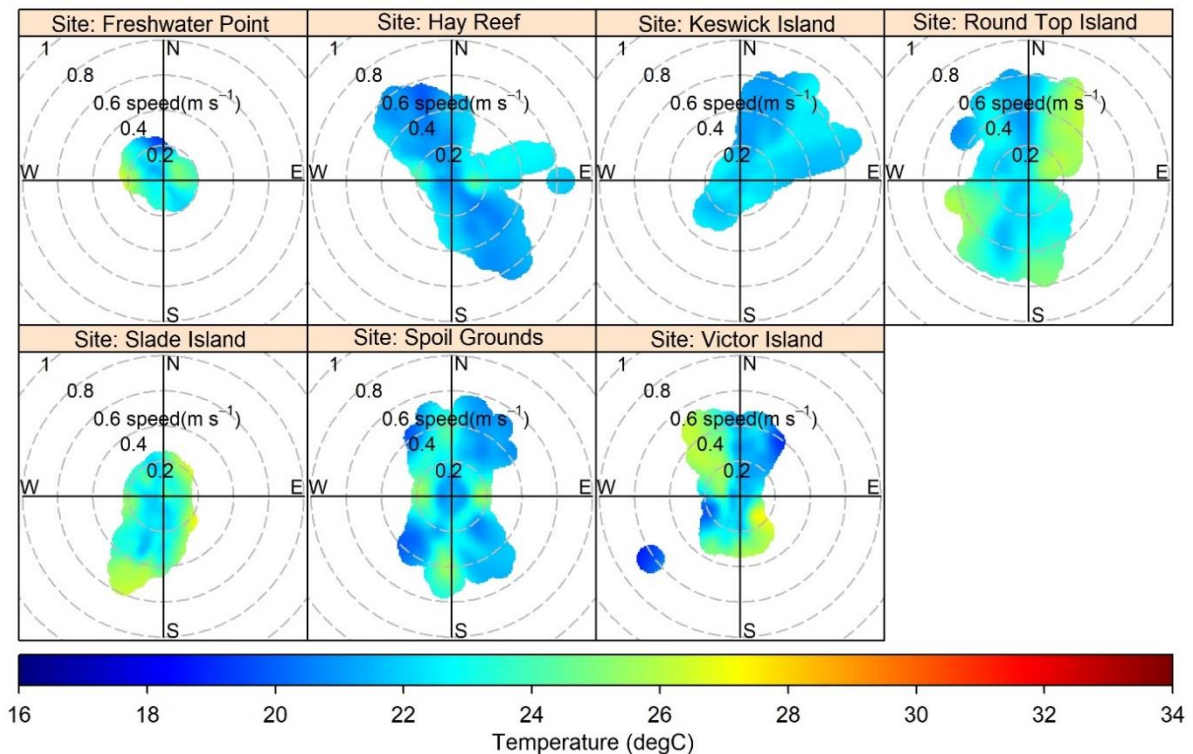 Site: Freshwater Point
Site: Hay Reef
Site: Keswick Island
Site: Round Top Island
1 N
0.8
0.6 speed(m s⁻¹)
0.4
0.2
W E
S
1 N
0.8
0.6 speed(m s⁻¹)
0.4
0.2
W E
S
1 N
0.8
0.6 speed(m s⁻¹)
0.4
0.2
W E
S
1 N
0.8
0.6 speed(m s⁻¹)
0.4
0.2
W E
S
Site: Slade Island
Site: Spoil Grounds
Site: Victor Island
1 N
0.8
0.6 speed(m s⁻¹)
0.4
0.2
W E
S
1 N
0.8
0.6 speed(m s⁻¹)
0.4
0.2
W E
S
1 N
0.8
0.6 speed(m s⁻¹)
0.4
0.2
W E
S
16 18 20 22 24 26 28 30 32 34
Temperature (degC)